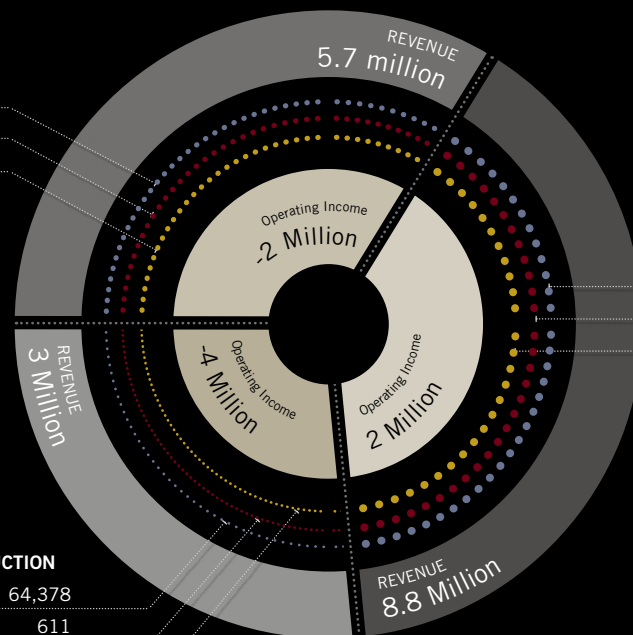 REVENUE
5.7 million
Operating Income
-2 Million
REVENUE
3 Million
Operating Income
-4 Million
Operating Income
2 Million
REVENUE
8.8 Million
CTION
64,378
611